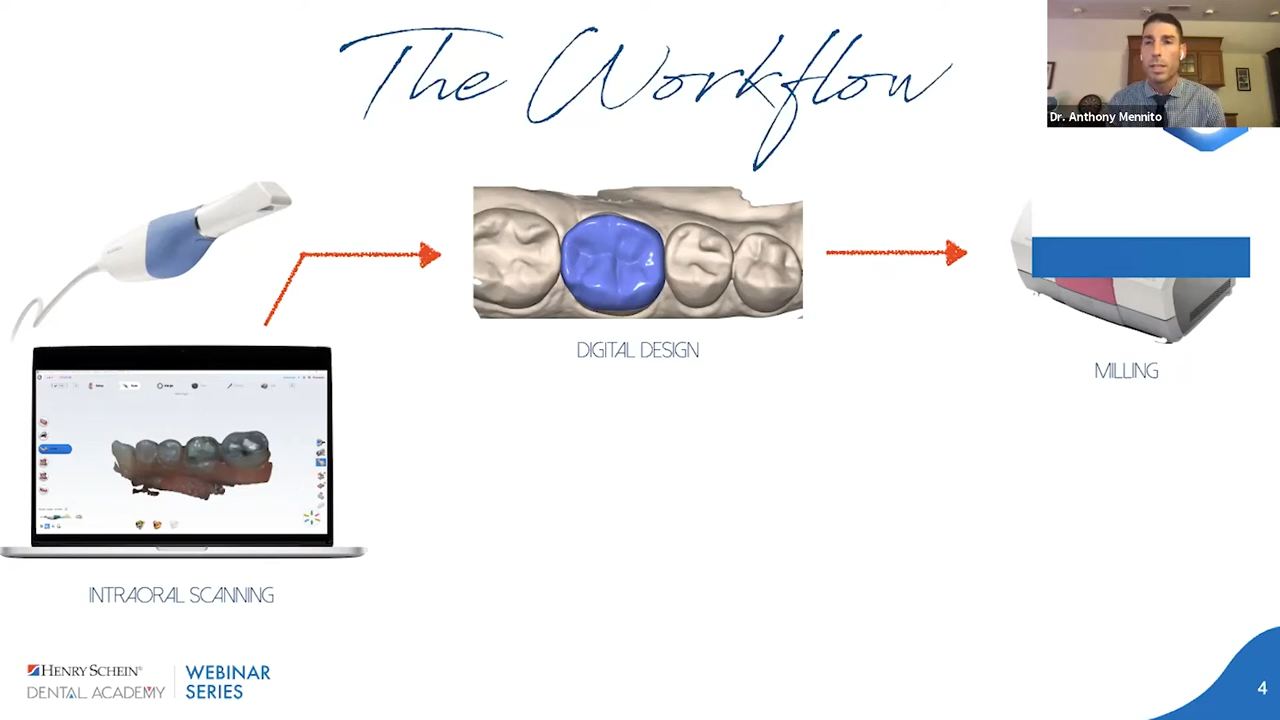 The Workflow
Dr. Anthony Mennito
DIGITAL DESIGN
MILLING
INTRAORAL SCANNING
HENRY SCHEIN®
DENTAL ACADEMY
WEBINAR
SERIES
4